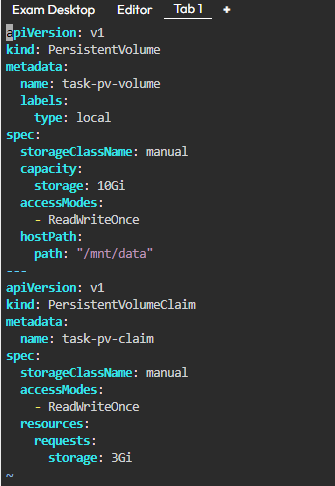 Exam Desktop Editor Tab 1 +
apiVersion: v1
kind: PersistentVolume
metadata:
  name: task-pv-volume
  labels:
    type: local
spec:
  storageClassName: manual
  capacity:
    storage: 10Gi
  accessModes:
    - ReadWriteOnce
  hostPath:
    path: "/mnt/data"
---
apiVersion: v1
kind: PersistentVolumeClaim
metadata:
  name: task-pv-claim
spec:
  storageClassName: manual
  accessModes:
    - ReadWriteOnce
  resources:
    requests:
      storage: 3Gi
~